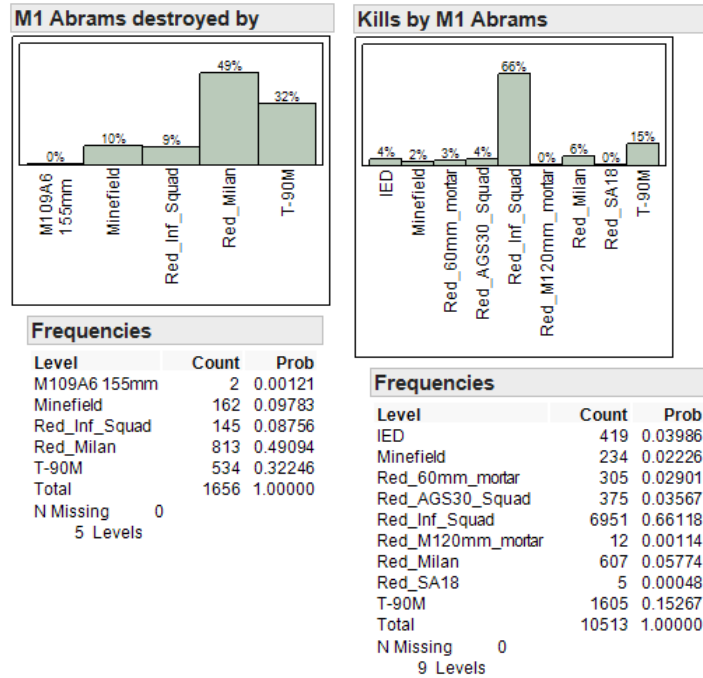 M1 Abrams destroyed by
0%
10%
9%
49%
32%
M109A6
155mm
Minefield
Red_Inf_Squad
Red_Milan
T-90M
Frequencies
Level Count Prob
M109A6 155mm 2 0.00121
Minefield 162 0.09783
Red_Inf_Squad 145 0.08756
Red_Milan 813 0.49094
T-90M 534 0.32246
Total 1656 1.00000
N Missing 0
5 Levels
Kills by M1 Abrams
4%
2%
3%
4%
66%
0%
6%
0%
15%
IED
Minefield
Red_60mm_mortar
Red_AGS30_Squad
Red_Inf_Squad
Red_M120mm_mortar
Red_Milan
Red_SA18
T-90M
Frequencies
Level Count Prob
IED 419 0.03986
Minefield 234 0.02226
Red_60mm_mortar 305 0.02901
Red_AGS30_Squad 375 0.03567
Red_Inf_Squad 6951 0.66118
Red_M120mm_mortar 12 0.00114
Red_Milan 607 0.05774
Red_SA18 5 0.00048
T-90M 1605 0.15267
Total 10513 1.00000
N Missing 0
9 Levels